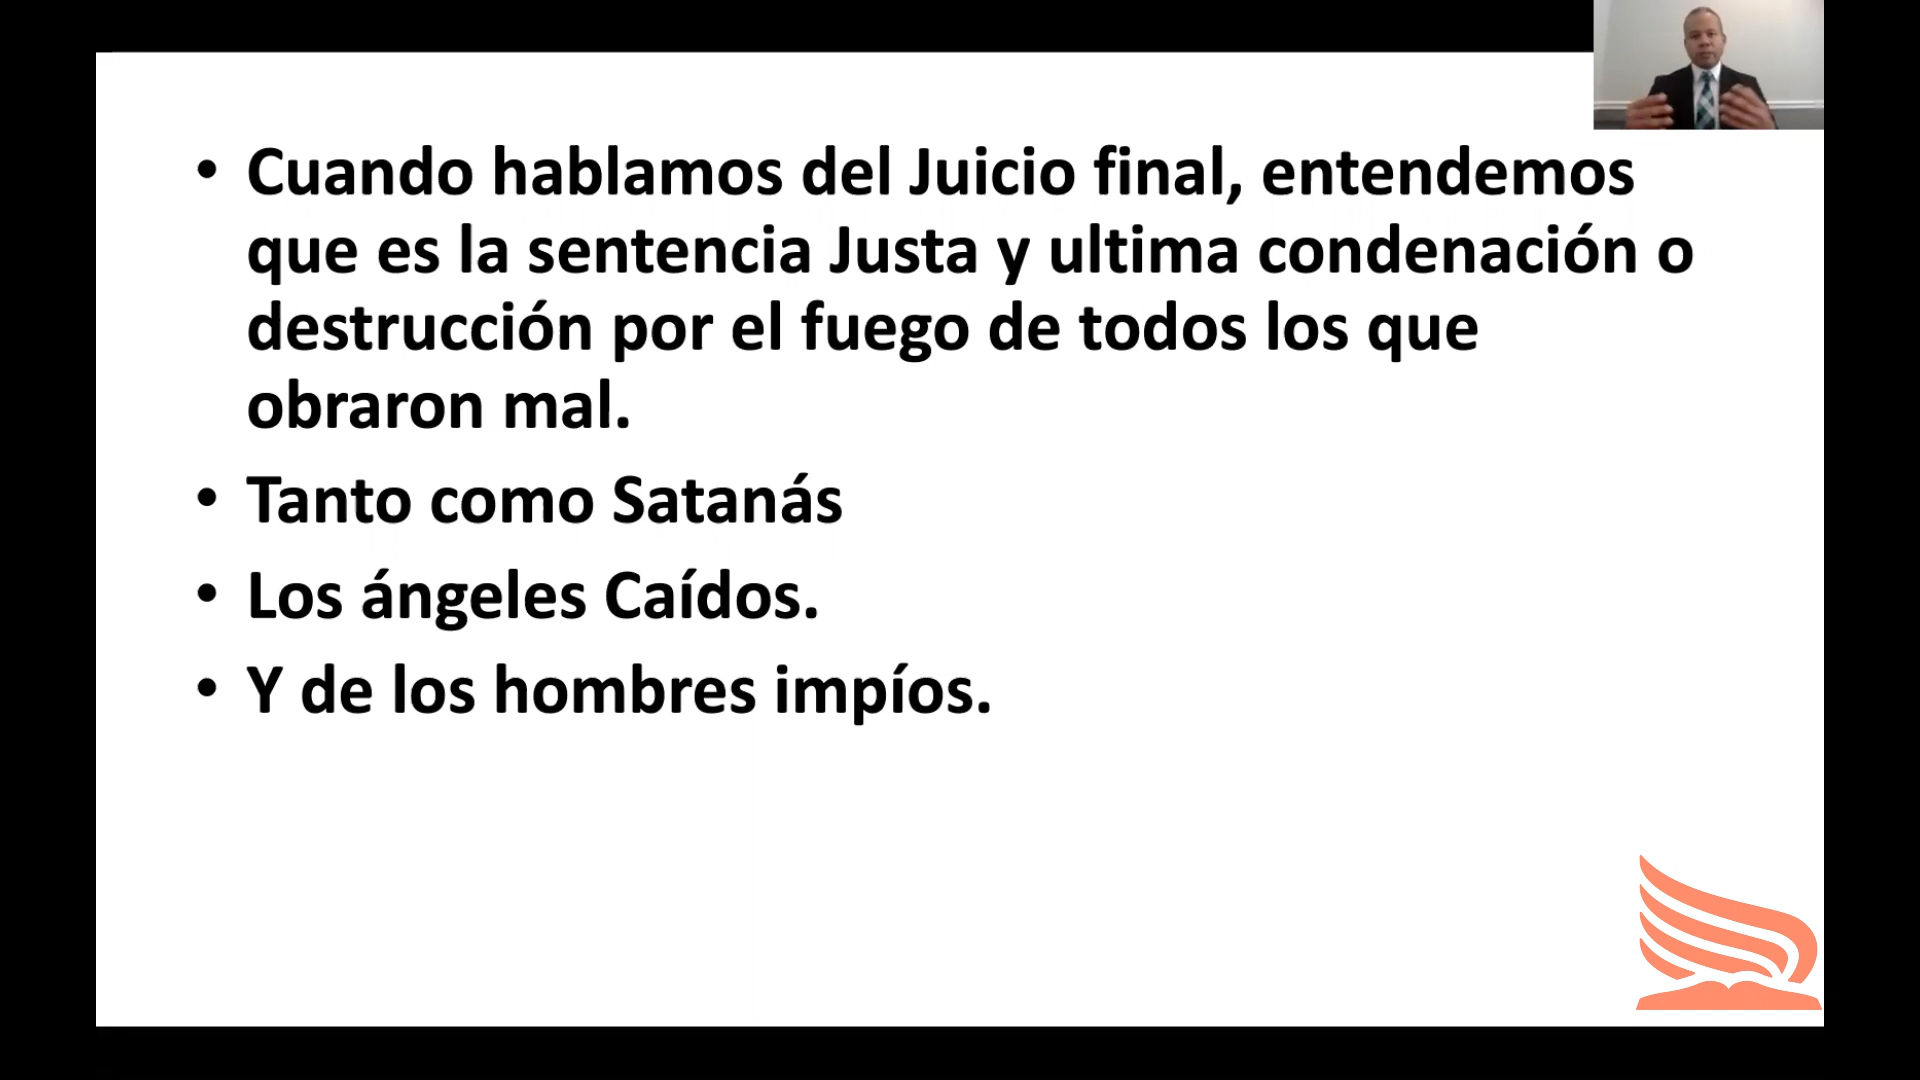 • Cuando hablamos del Juicio final, entendemos
que es la sentencia Justa y ultima condenación o
destrucción por el fuego de todos los que
obraron mal.
• Tanto como Satanás
• Los ángeles Caídos.
• Y de los hombres impíos.